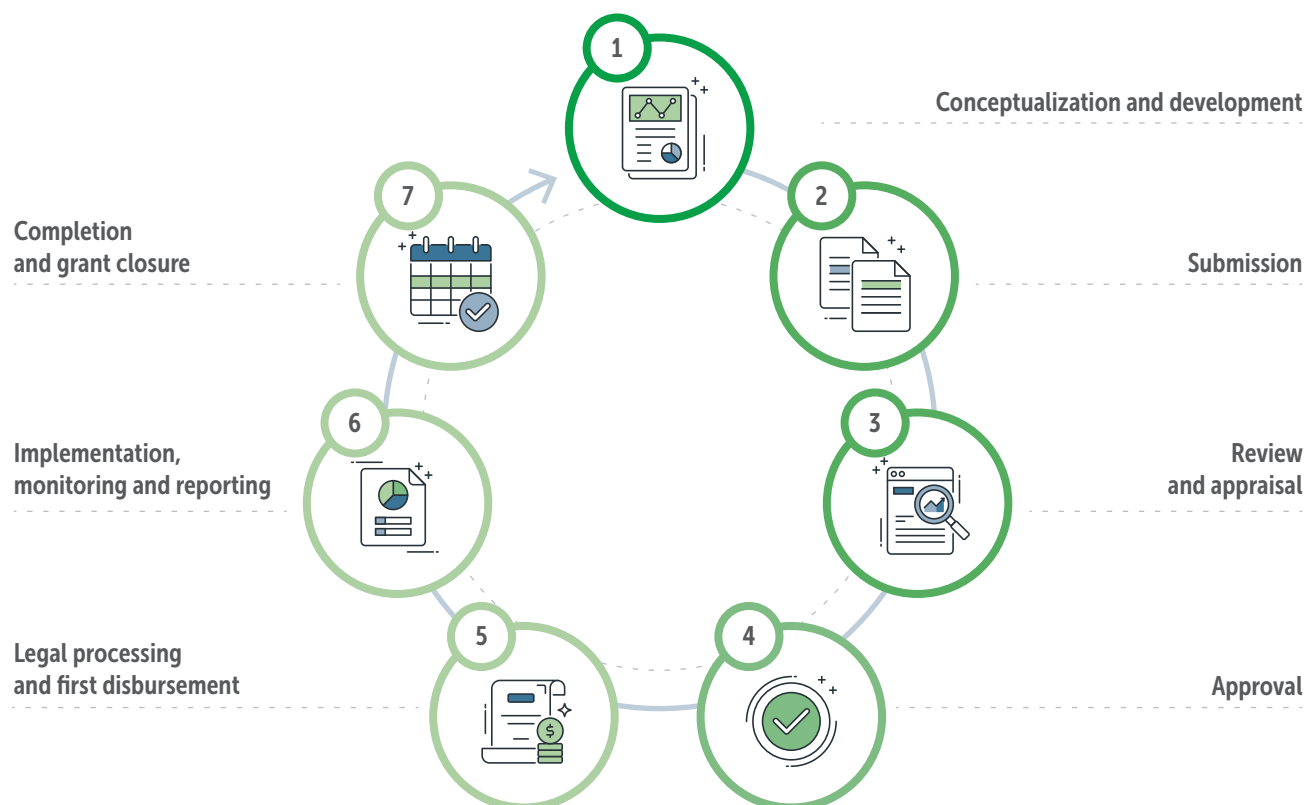 1
Conceptualization and development
2
Submission
3
Review
and appraisal
4
Approval
5
Legal processing
and first disbursement
6
Implementation,
monitoring and reporting
7
Completion
and grant closure
$